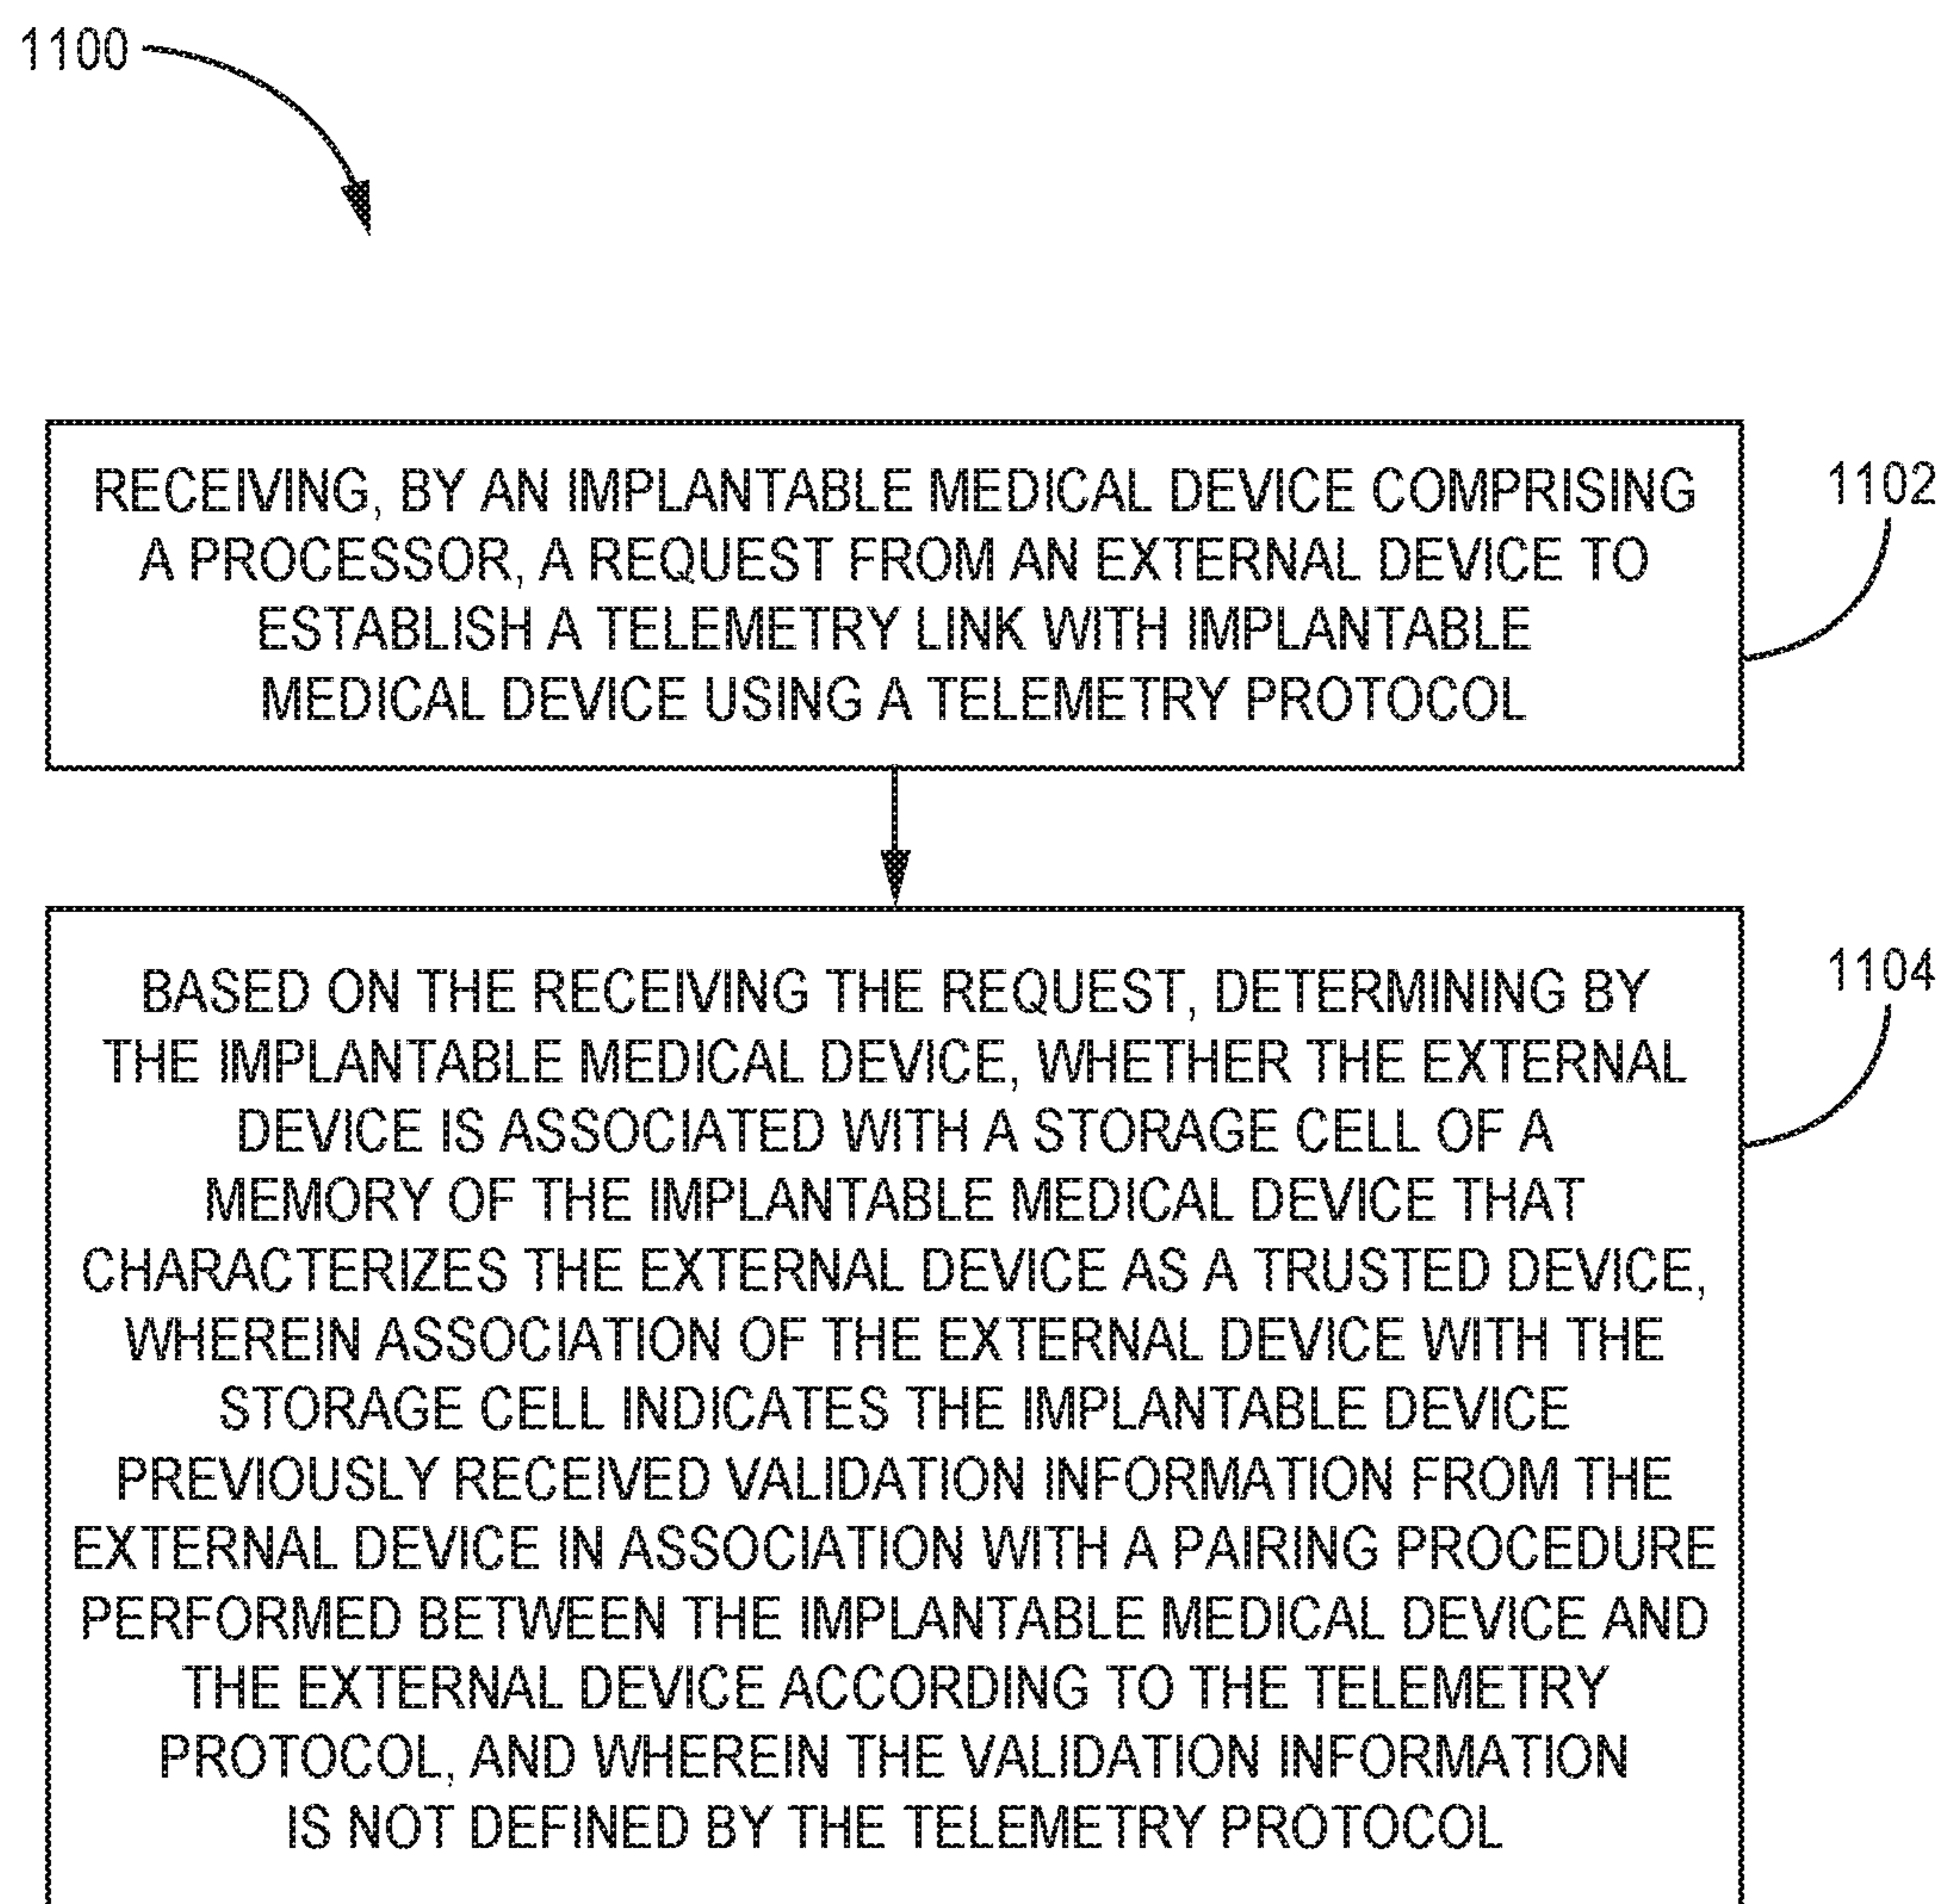 1100
RECEIVING, BY AN IMPLANTABLE MEDICAL DEVICE COMPRISING
A PROCESSOR, A REQUEST FROM AN EXTERNAL DEVICE TO
ESTABLISH A TELEMETRY LINK WITH IMPLANTABLE
MEDICAL DEVICE USING A TELEMETRY PROTOCOL
1102
BASED ON THE RECEIVING THE REQUEST, DETERMINING BY
THE IMPLANTABLE MEDICAL DEVICE, WHETHER THE EXTERNAL
DEVICE IS ASSOCIATED WITH A STORAGE CELL OF A
MEMORY OF THE IMPLANTABLE MEDICAL DEVICE THAT
CHARACTERIZES THE EXTERNAL DEVICE AS A TRUSTED DEVICE,
WHEREIN ASSOCIATION OF THE EXTERNAL DEVICE WITH THE
STORAGE CELL INDICATES THE IMPLANTABLE DEVICE
PREVIOUSLY RECEIVED VALIDATION INFORMATION FROM THE
EXTERNAL DEVICE IN ASSOCIATION WITH A PAIRING PROCEDURE
PERFORMED BETWEEN THE IMPLANTABLE MEDICAL DEVICE AND
THE EXTERNAL DEVICE ACCORDING TO THE TELEMETRY
PROTOCOL, AND WHEREIN THE VALIDATION INFORMATION
IS NOT DEFINED BY THE TELEMETRY PROTOCOL
1104